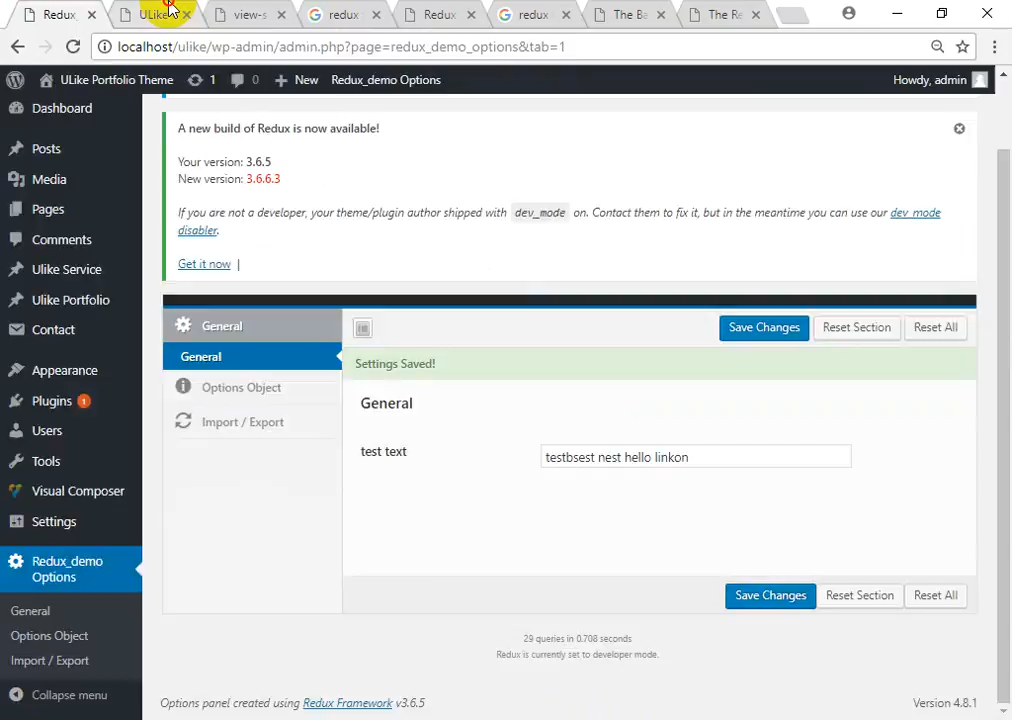 Redux_
ULike
view-s
redux
Redux
redux
The Ba
The Re
localhost/ulike/wp-admin/admin.php?page=redux_demo_options&tab=1
ULike Portfolio Theme 1 0 New Redux_demo Options Howdy, admin
Dashboard
Posts
Media
Pages
Comments
Ulike Service
Ulike Portfolio
Contact
Appearance
Plugins 1
Users
Tools
Visual Composer
Settings
Redux_demo
Options
General
Options Object
Import / Export
Collapse menu
A new build of Redux is now available!
Your version: 3.6.5
New version: 3.6.6.3
If you are not a developer, your theme/plugin author shipped with dev_mode on. Contact them to fix it, but in the meantime you can use our dev_mode
disabler.
Get it now |
General
General
Options Object
Import / Export
Save Changes Reset Section Reset All
Settings Saved!
General
test text testbsest nest hello linkon
Save Changes Reset Section Reset All
29 queries in 0.708 seconds
Redux is currently set to developer mode.
Options panel created using Redux Framework v3.6.5 Version 4.8.1